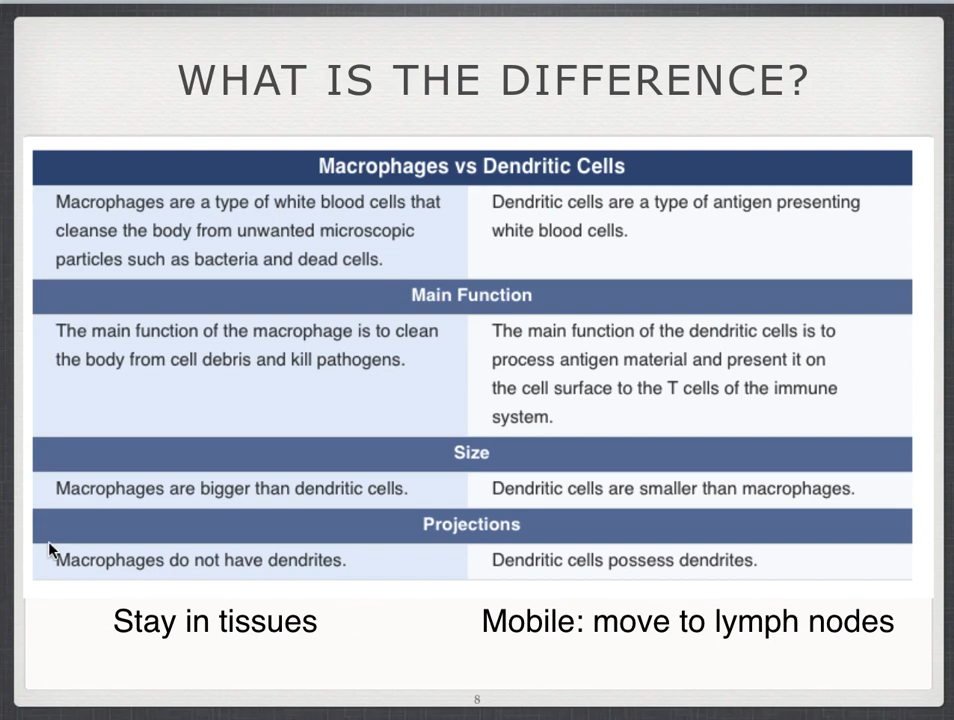 WHAT IS THE DIFFERENCE?
Macrophages vs Dendritic Cells
Macrophages are a type of white blood cells that
cleanse the body from unwanted microscopic
particles such as bacteria and dead cells.
Dendritic cells are a type of antigen presenting
white blood cells.
Main Function
The main function of the macrophage is to clean
the body from cell debris and kill pathogens.
The main function of the dendritic cells is to
process antigen material and present it on
the cell surface to the T cells of the immune
system.
Size
Macrophages are bigger than dendritic cells.
Dendritic cells are smaller than macrophages.
Projections
Macrophages do not have dendrites.
Dendritic cells possess dendrites.
Stay in tissues
Mobile: move to lymph nodes
8